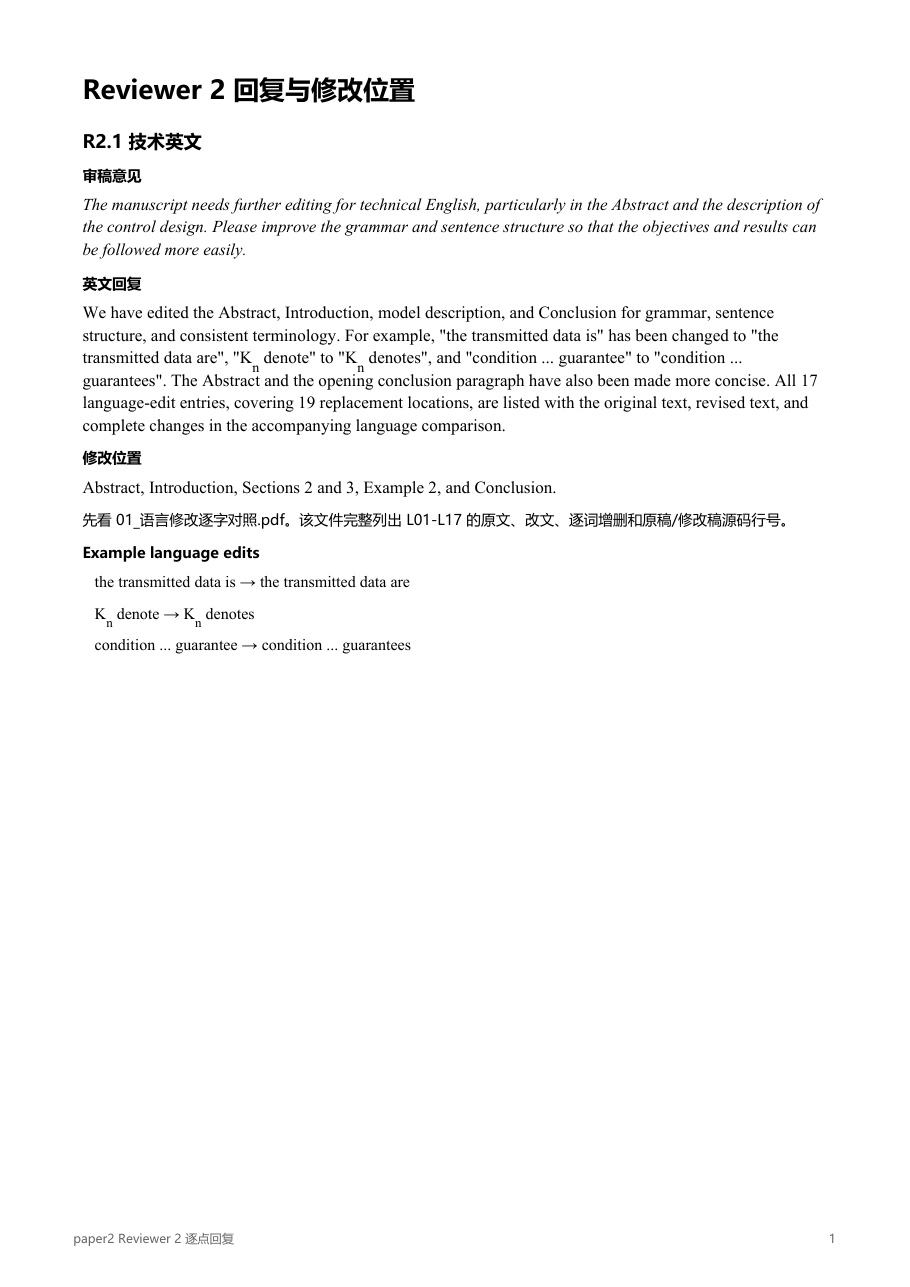 Reviewer 2 回复与修改位置
R2.1 技术英文
审稿意见
The manuscript needs further editing for technical English, particularly in the Abstract and the description of
the control design. Please improve the grammar and sentence structure so that the objectives and results can
be followed more easily.
英文回复
We have edited the Abstract, Introduction, model description, and Conclusion for grammar, sentence
structure, and consistent terminology. For example, "the transmitted data is" has been changed to "the
transmitted data are", "Kn denote" to "Kn denotes", and "condition ... guarantee" to "condition ...
guarantees". The Abstract and the opening conclusion paragraph have also been made more concise. All 17
language-edit entries, covering 19 replacement locations, are listed with the original text, revised text, and
complete changes in the accompanying language comparison.
修改位置
Abstract, Introduction, Sections 2 and 3, Example 2, and Conclusion.
先看 01_语言修改逐字对照.pdf。该文件完整列出 L01-L17 的原文、改文、逐词增删和原稿/修改稿源码行号。
Example language edits
the transmitted data is → the transmitted data are
Kn denote → Kn denotes
condition ... guarantee → condition ... guarantees
paper2 Reviewer 2 逐点回复 1